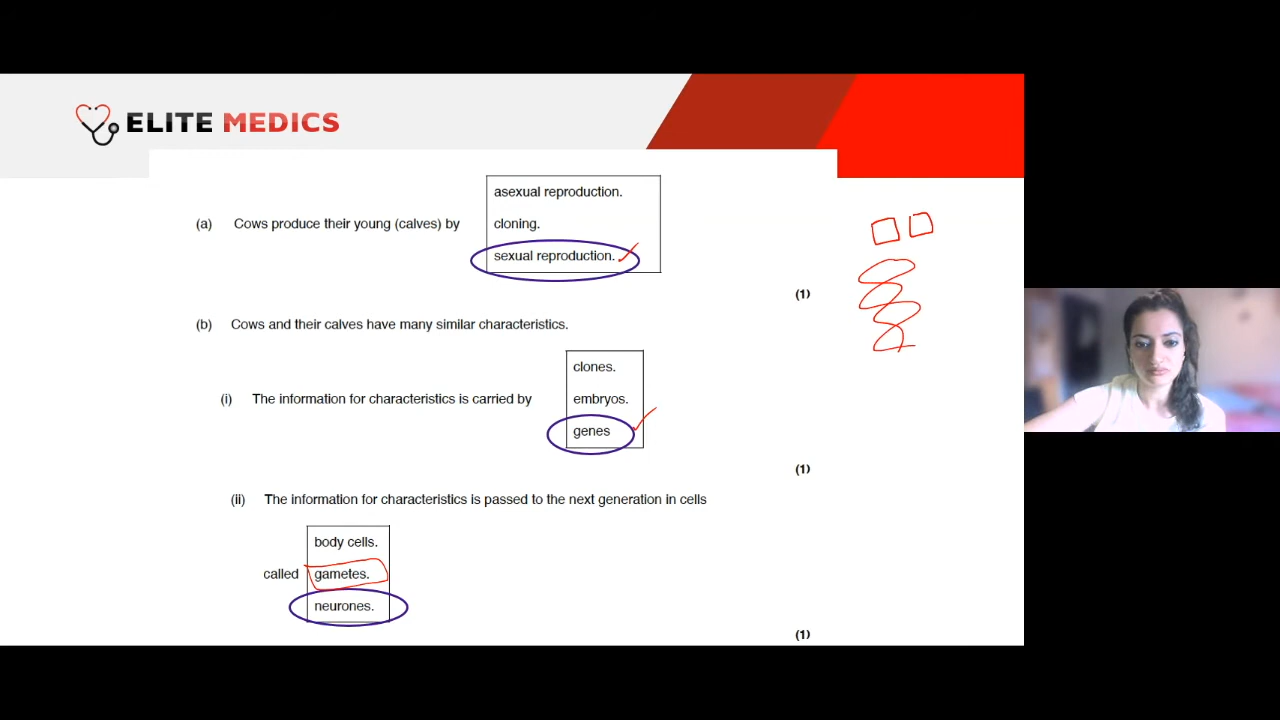 ELITE MEDICS
asexual reproduction.
(a) Cows produce their young (calves) by cloning.
sexual reproduction.
(1)
(b) Cows and their calves have many similar characteristics.
clones.
(i) The information for characteristics is carried by embryos.
genes
(1)
(ii) The information for characteristics is passed to the next generation in cells
body cells.
called gametes.
neurones.
(1)